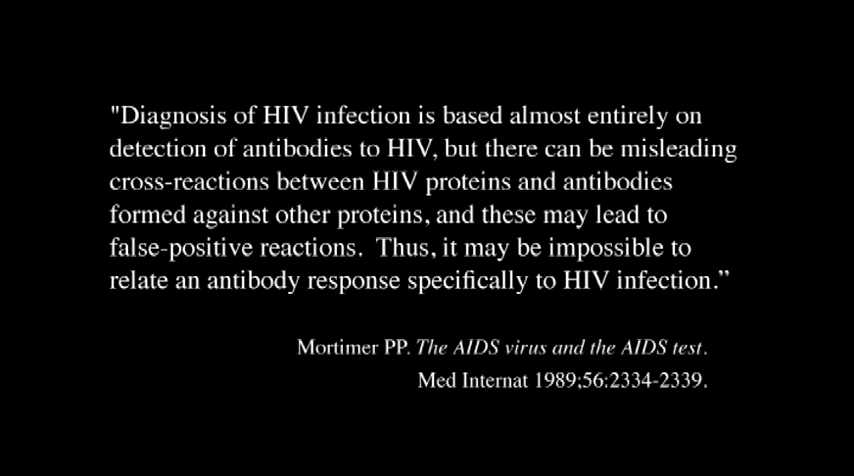 "Diagnosis of HIV infection is based almost entirely on
detection of antibodies to HIV, but there can be misleading
cross-reactions between HIV proteins and antibodies
formed against other proteins, and these may lead to
false-positive reactions.  Thus, it may be impossible to
relate an antibody response specifically to HIV infection.”
Mortimer PP. The AIDS virus and the AIDS test.
Med Internat 1989;56:2334-2339.